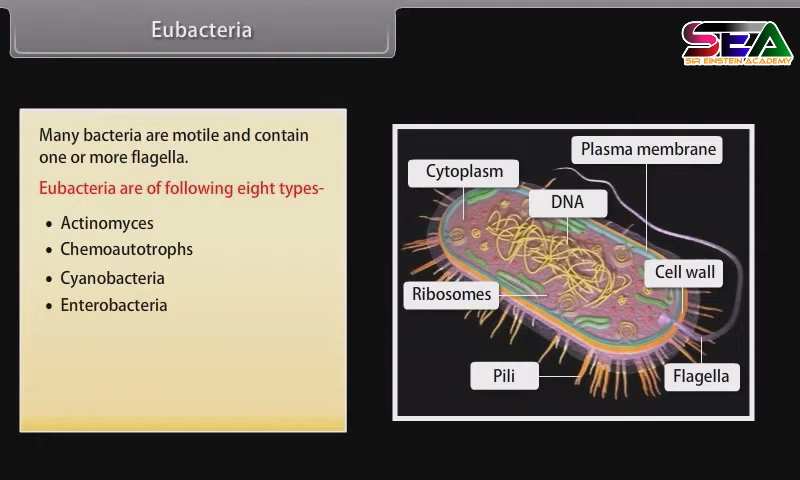 Eubacteria
SEA
SIR EINSTEIN ACADEMY
Many bacteria are motile and contain
one or more flagella.
Eubacteria are of following eight types-
• Actinomyces
• Chemoautotrophs
• Cyanobacteria
• Enterobacteria
Plasma membrane
Cytoplasm
DNA
Cell wall
Ribosomes
Pili
Flagella